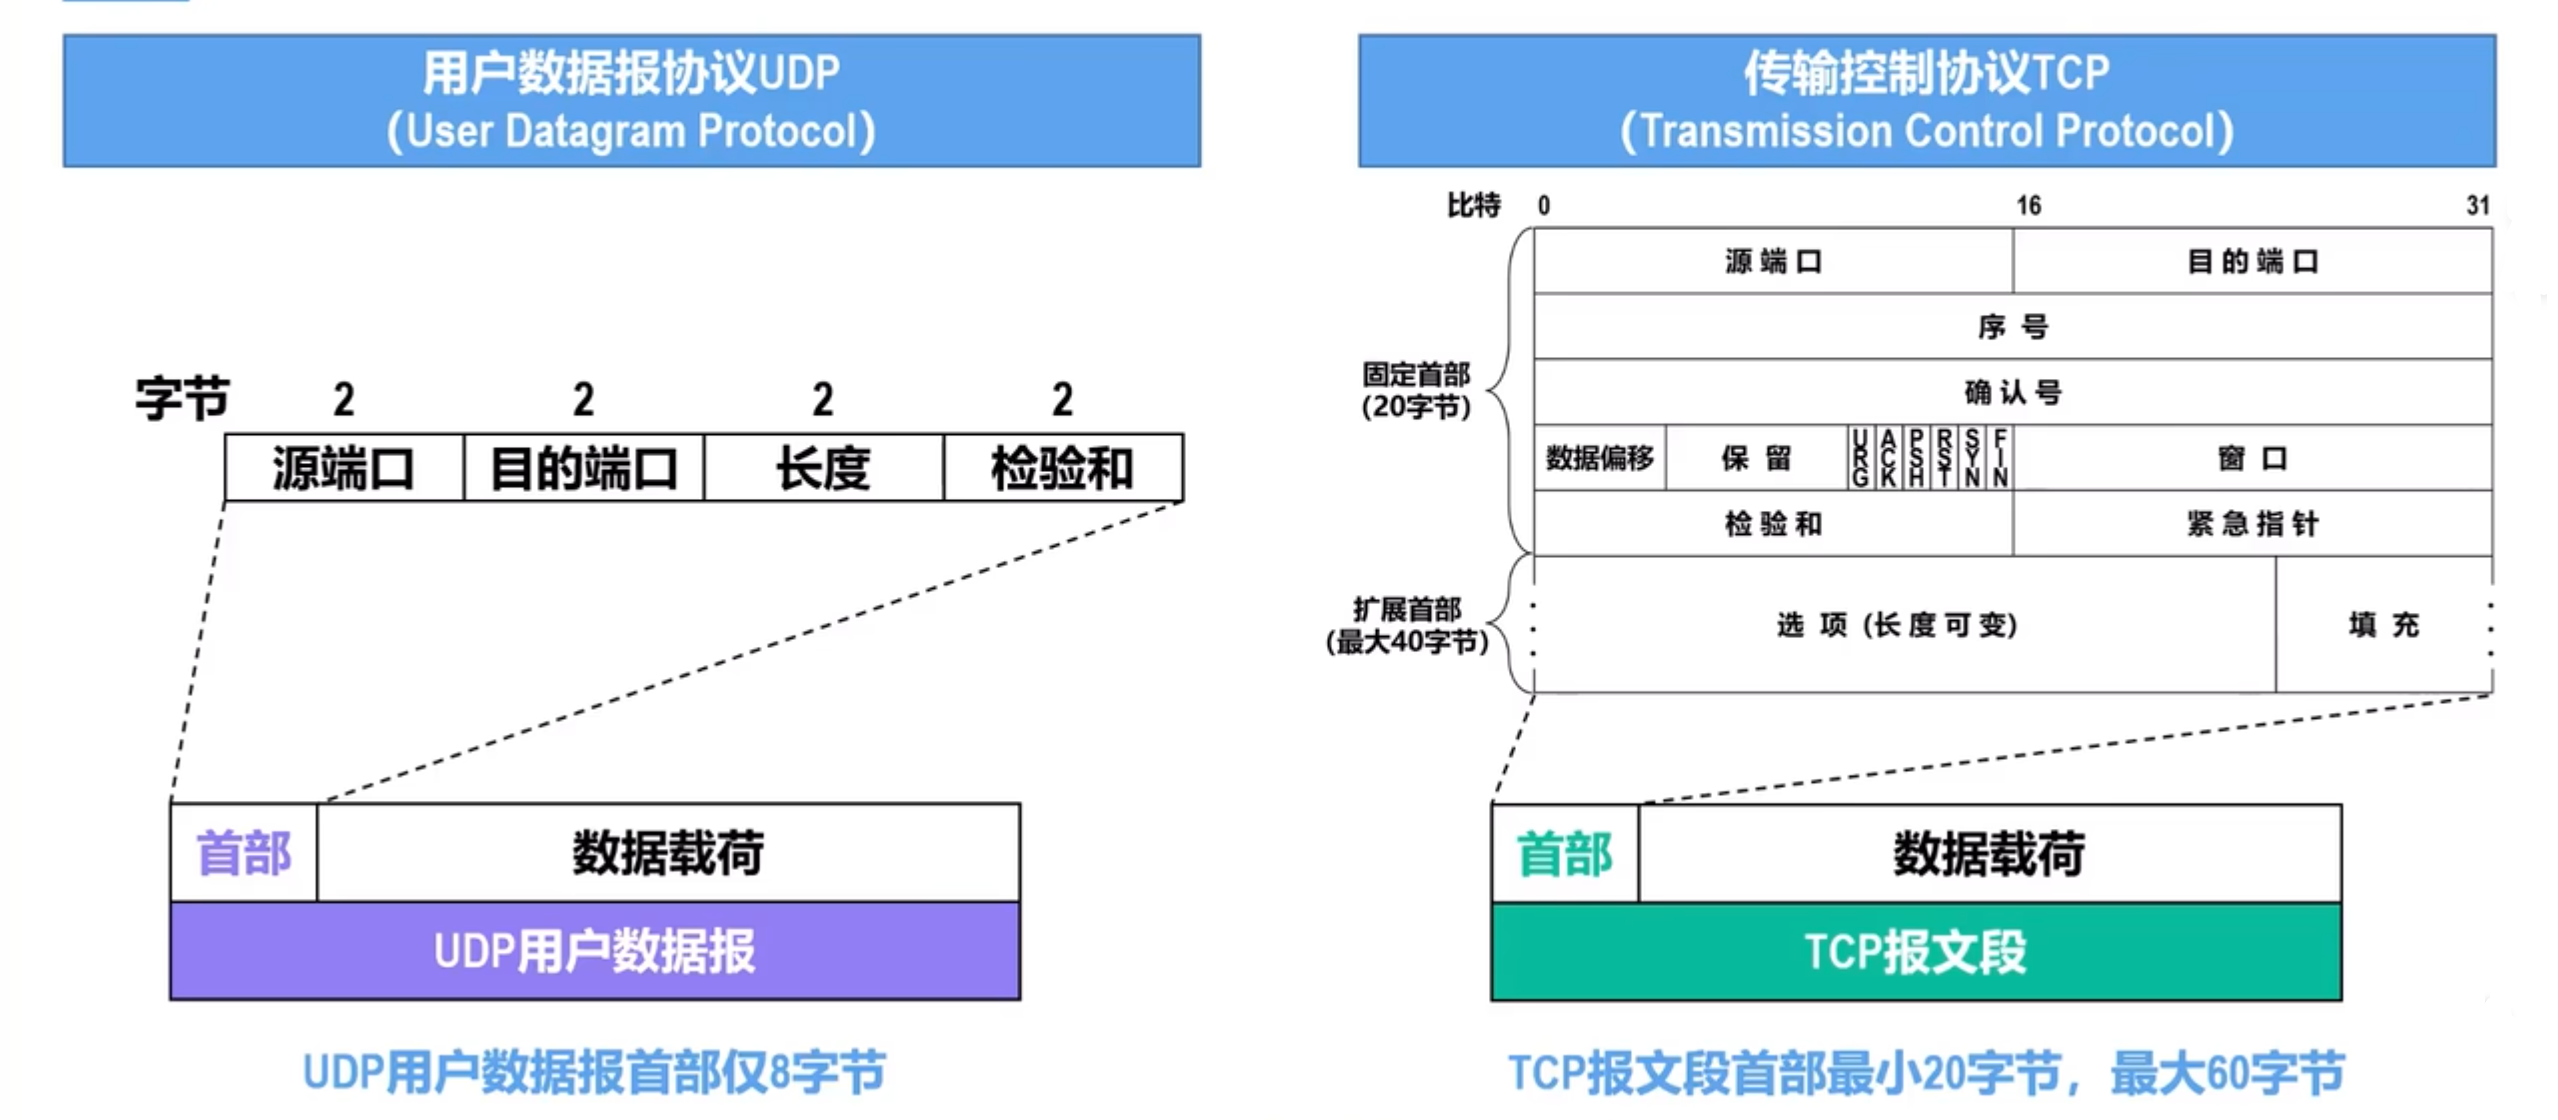 用户数据报协议UDP
(User Datagram Protocol)
字节 2 2 2 2
源端口 目的端口 长度 检验和
首部 数据载荷
UDP用户数据报
UDP用户数据报首部仅8字节
传输控制协议TCP
(Transmission Control Protocol)
比特 0 16 31
源端口 目的端口
序号
确认号
固定首部
(20字节)
数据偏移 保留 URG ACK PSH RST SYN FIN 窗口
检验和 紧急指针
扩展首部
(最大40字节)
选项 (长度可变) 填充
首部 数据载荷
TCP报文段
TCP报文段首部最小20字节，最大60字节